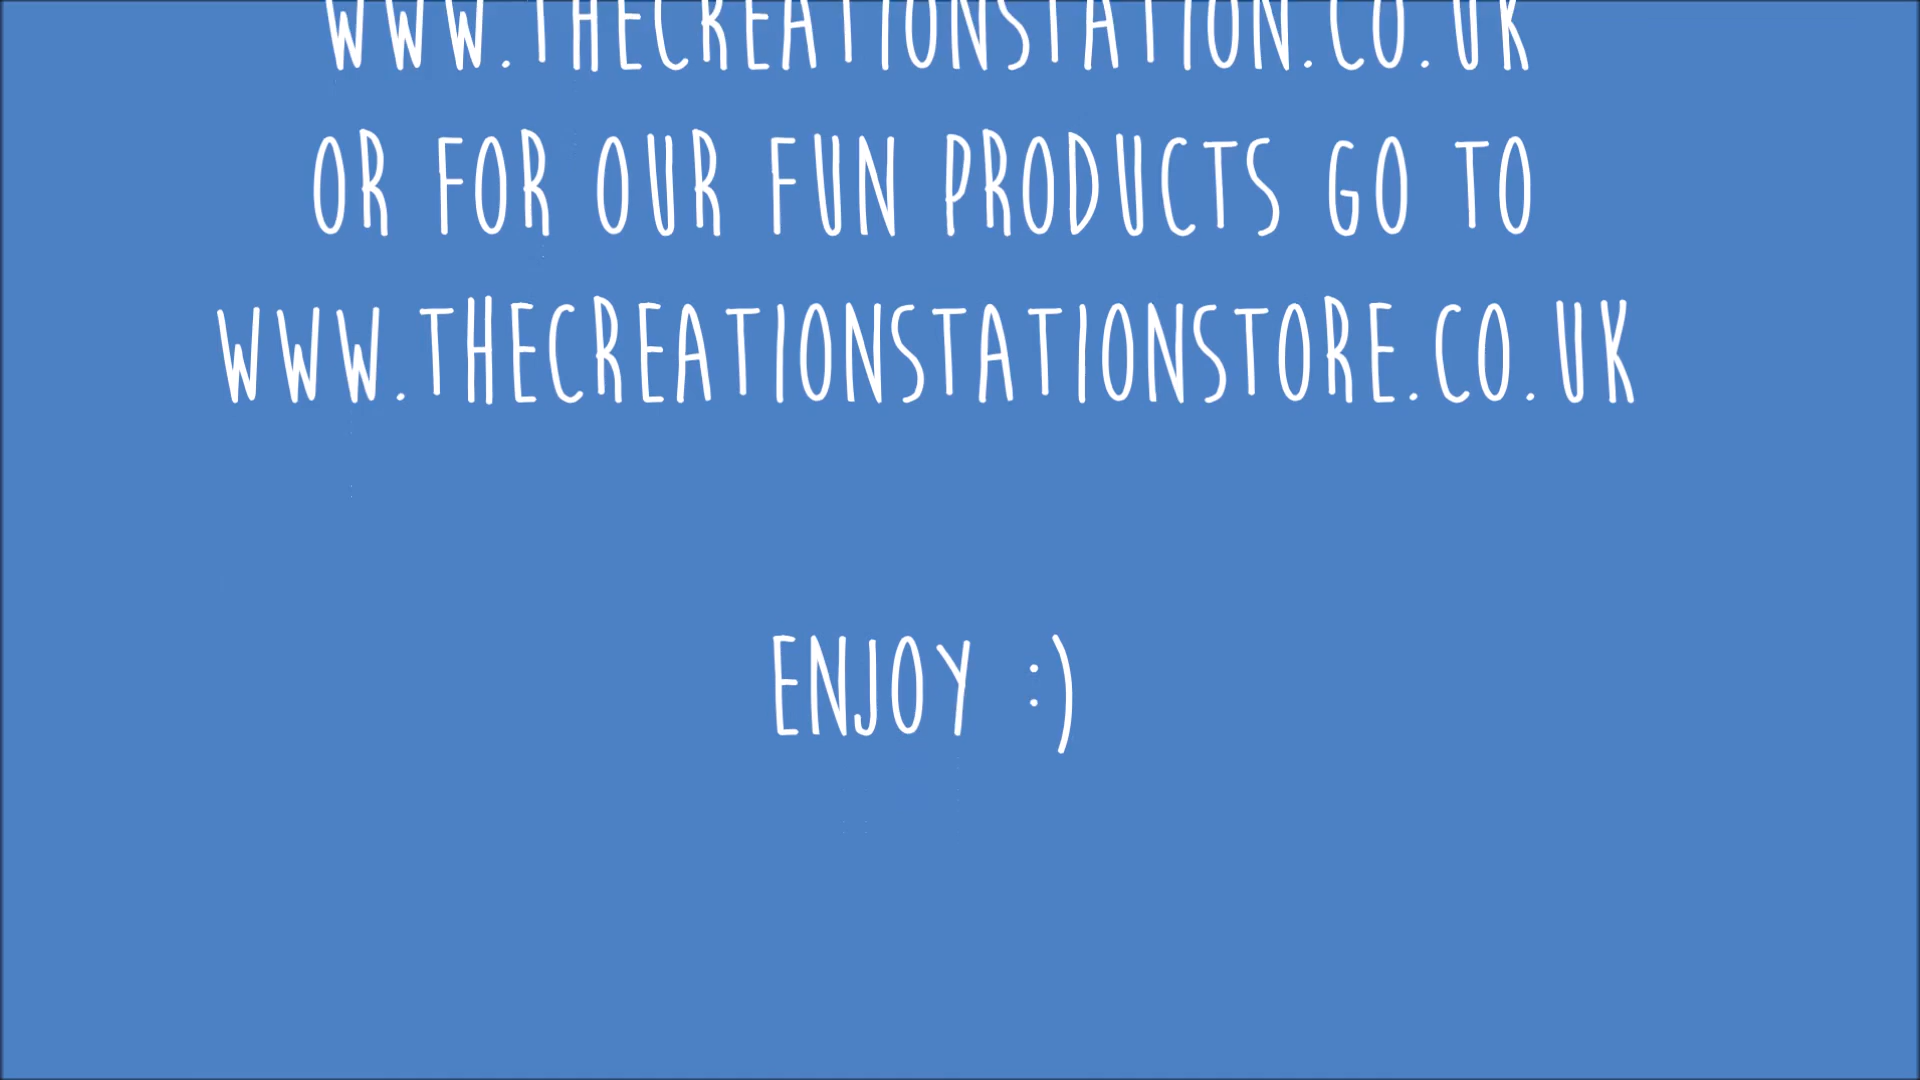 WWW.THECREATIONSTATION.CO.UK
OR FOR OUR FUN PRODUCTS GO TO
WWW.THECREATIONSTATIONSTORE.CO.UK
ENJOY :)